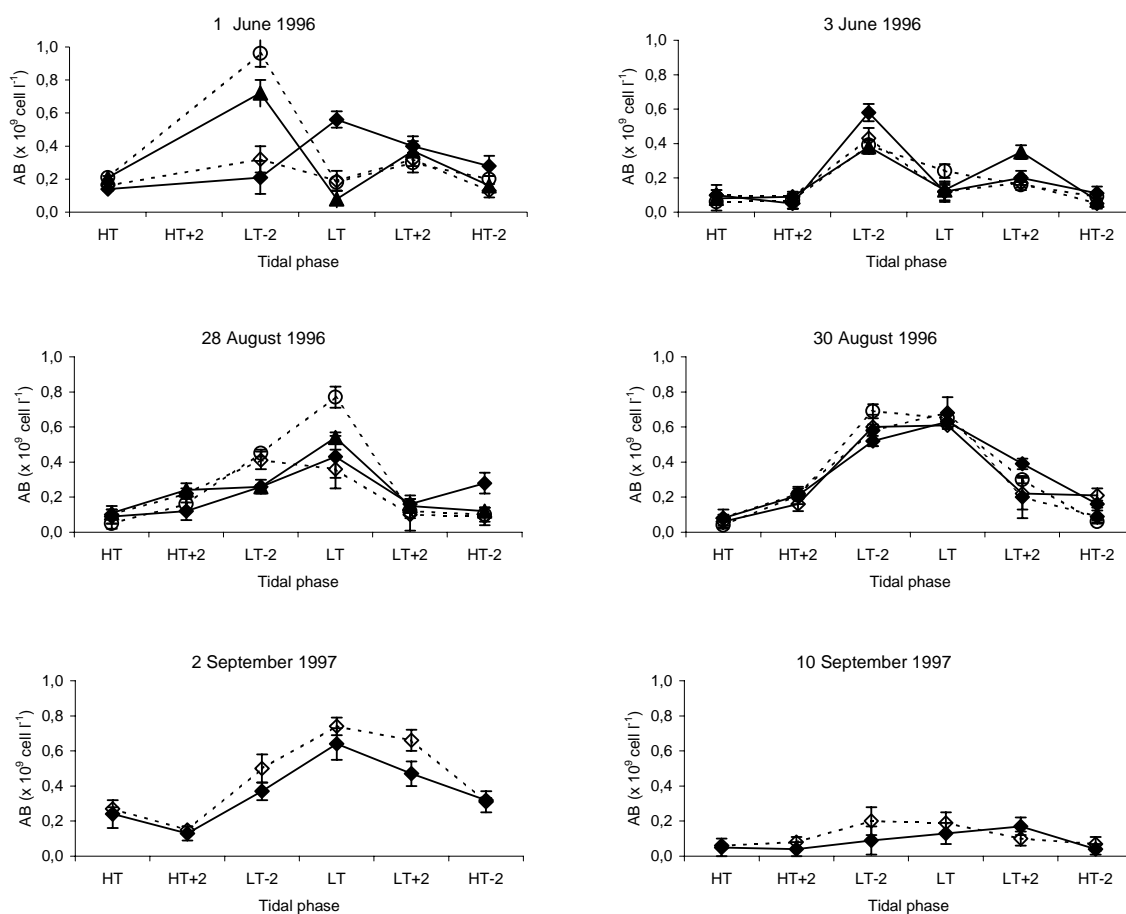 1 June 1996
AB (x 10⁹ cell l⁻¹)
1,0
0,8
0,6
0,4
0,2
0,0
HT HT+2 LT-2 LT LT+2 HT-2
Tidal phase
3 June 1996
AB (x 10⁹ cell l⁻¹)
1,0
0,8
0,6
0,4
0,2
0,0
HT HT+2 LT-2 LT LT+2 HT-2
Tidal phase
28 August 1996
AB (x 10⁹ cell l⁻¹)
1,0
0,8
0,6
0,4
0,2
0,0
HT HT+2 LT-2 LT LT+2 HT-2
Tidal phase
30 August 1996
AB (x 10⁹ cell l⁻¹)
1,0
0,8
0,6
0,4
0,2
0,0
HT HT+2 LT-2 LT LT+2 HT-2
Tidal phase
2 September 1997
AB (x 10⁹ cell l⁻¹)
1,0
0,8
0,6
0,4
0,2
0,0
HT HT+2 LT-2 LT LT+2 HT-2
Tidal phase
10 September 1997
AB (x 10⁹ cell l⁻¹)
1,0
0,8
0,6
0,4
0,2
0,0
HT HT+2 LT-2 LT LT+2 HT-2
Tidal phase